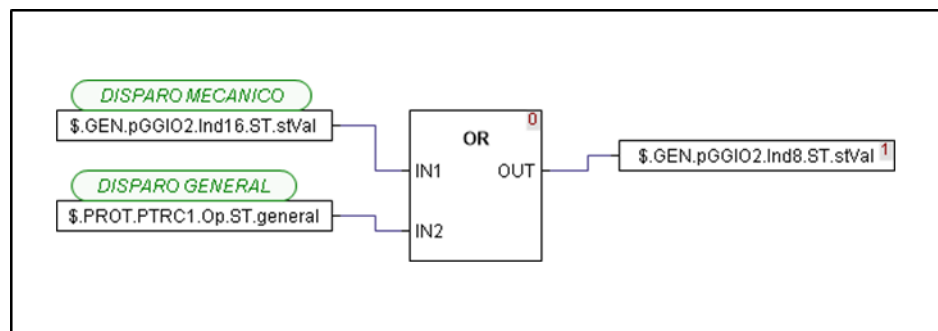 DISPARO MECANICO
$.GEN.pGGIO2.Ind16.ST.stVal
DISPARO GENERAL
$.PROT.PTRC1.Op.ST.general
0
OR
IN1 OUT
IN2
$.GEN.pGGIO2.Ind8.ST.stVal 1